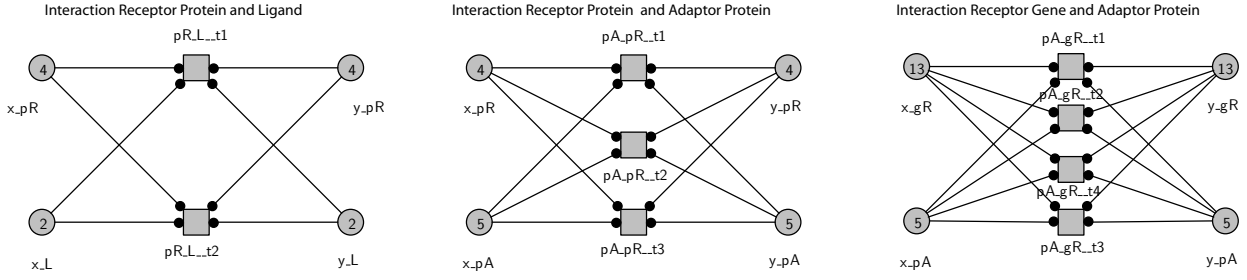 Interaction Receptor Protein and Ligand
pR_L__t1
4
4
x_pR
y_pR
2
2
pR_L__t2
x_L
y_L
Interaction Receptor Protein and Adaptor Protein
pA_pR__t1
4
4
x_pR
y_pR
pA_pR__t2
5
5
pA_pR__t3
x_pA
y_pA
Interaction Receptor Gene and Adaptor Protein
pA_gR__t1
13
13
pA_gR__t2
x_gR
y_gR
pA_gR__t4
5
5
pA_gR__t3
x_pA
y_pA